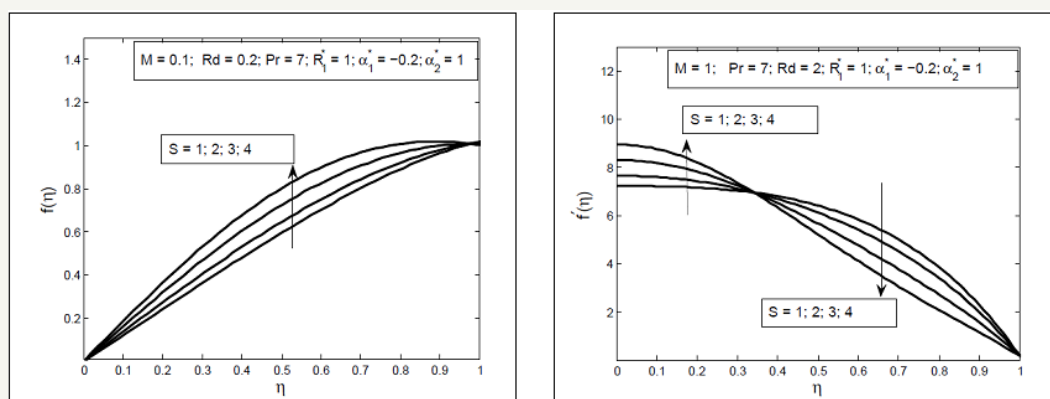 M = 0.1; Rd = 0.2; Pr = 7; R₁* = 1; α₁* = −0.2; α₂* = 1
S = 1; 2; 3; 4
f(η)
1.4
1.2
1
0.8
0.6
0.4
0.2
0 0.1 0.2 0.3 0.4 0.5 0.6 0.7 0.8 0.9 1
η
M = 1; Pr = 7; Rd = 2; R₁* = 1; α₁* = −0.2; α₂* = 1
S = 1; 2; 3; 4
f′(η)
12
10
8
6
4
2
S = 1; 2; 3; 4
0 0.1 0.2 0.3 0.4 0.5 0.6 0.7 0.8 0.9 1
η